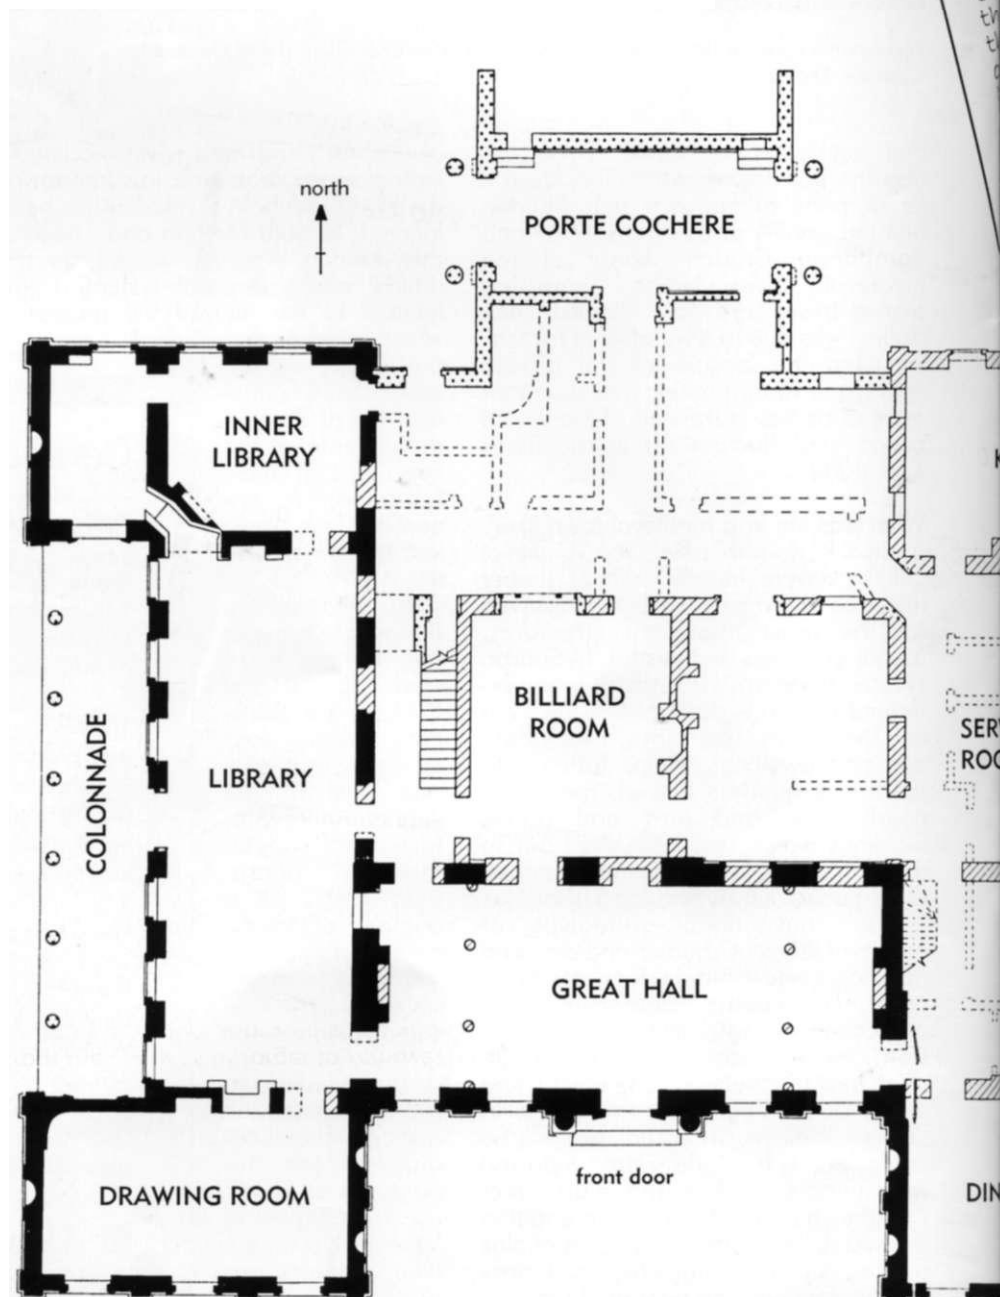 north
PORTE COCHERE
INNER
LIBRARY
BILLIARD
ROOM
COLONNADE
LIBRARY
GREAT HALL
front door
DRAWING ROOM